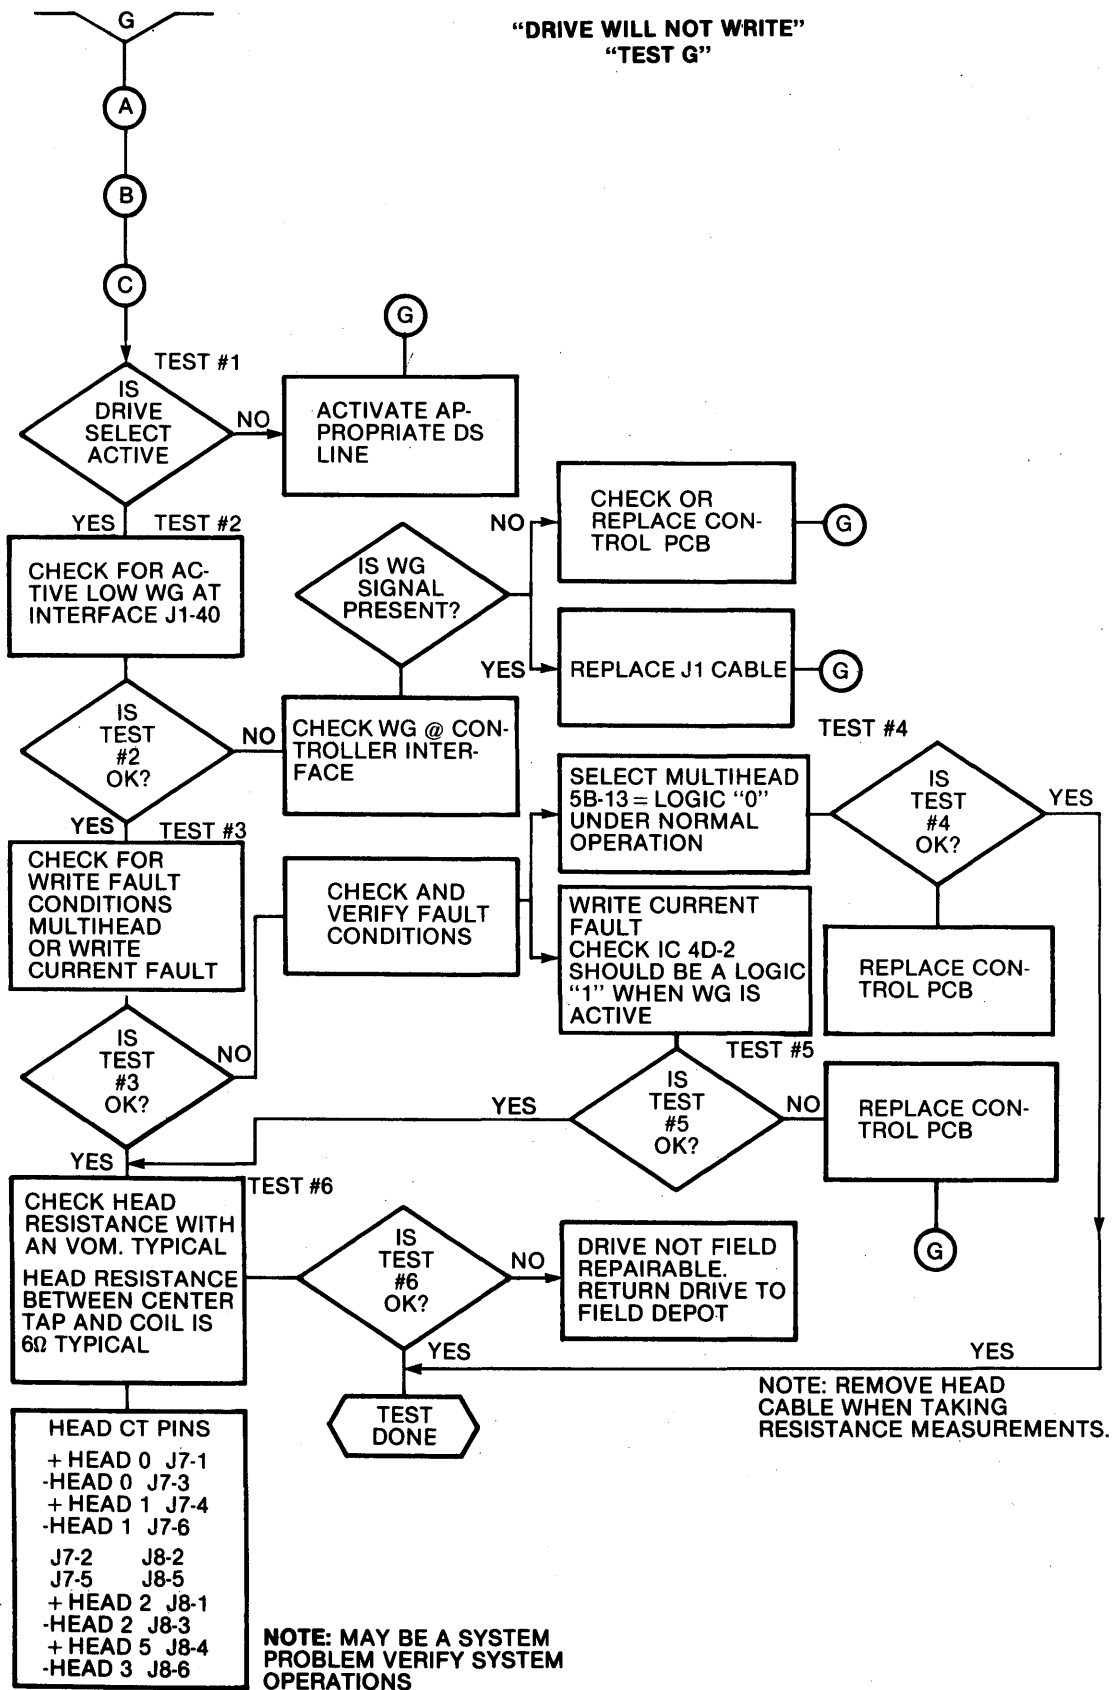 G
“DRIVE WILL NOT WRITE”
“TEST G”
A
B
C
G
TEST #1
IS
DRIVE
SELECT
ACTIVE
NO
ACTIVATE AP-
PROPRIATE DS
LINE
YES
TEST #2
CHECK FOR AC-
TIVE LOW WG AT
INTERFACE J1-40
IS WG
SIGNAL
PRESENT?
NO
CHECK OR
REPLACE CON-
TROL PCB
G
YES
REPLACE J1 CABLE
G
IS
TEST
#2
OK?
NO
CHECK WG @ CON-
TROLLER INTER-
FACE
YES
TEST #3
CHECK FOR
WRITE FAULT
CONDITIONS
MULTIHEAD
OR WRITE
CURRENT FAULT
CHECK AND
VERIFY FAULT
CONDITIONS
TEST #4
SELECT MULTIHEAD
5B-13 = LOGIC “0”
UNDER NORMAL
OPERATION
IS
TEST
#4
OK?
YES
WRITE CURRENT
FAULT
CHECK IC 4D-2
SHOULD BE A LOGIC
“1” WHEN WG IS
ACTIVE
REPLACE CON-
TROL PCB
IS
TEST
#3
OK?
NO
TEST #5
IS
TEST
#5
OK?
YES
NO
REPLACE CON-
TROL PCB
G
YES
TEST #6
CHECK HEAD
RESISTANCE WITH
AN VOM. TYPICAL
HEAD RESISTANCE
BETWEEN CENTER
TAP AND COIL IS
6Ω TYPICAL
IS
TEST
#6
OK?
NO
DRIVE NOT FIELD
REPAIRABLE.
RETURN DRIVE TO
FIELD DEPOT
YES
YES
TEST
DONE
NOTE: REMOVE HEAD
CABLE WHEN TAKING
RESISTANCE MEASUREMENTS.
HEAD CT PINS
+ HEAD 0 J7-1
-HEAD 0 J7-3
+ HEAD 1 J7-4
-HEAD 1 J7-6
J7-2 J8-2
J7-5 J8-5
+ HEAD 2 J8-1
-HEAD 2 J8-3
+ HEAD 5 J8-4
-HEAD 3 J8-6
NOTE: MAY BE A SYSTEM
PROBLEM VERIFY SYSTEM
OPERATIONS